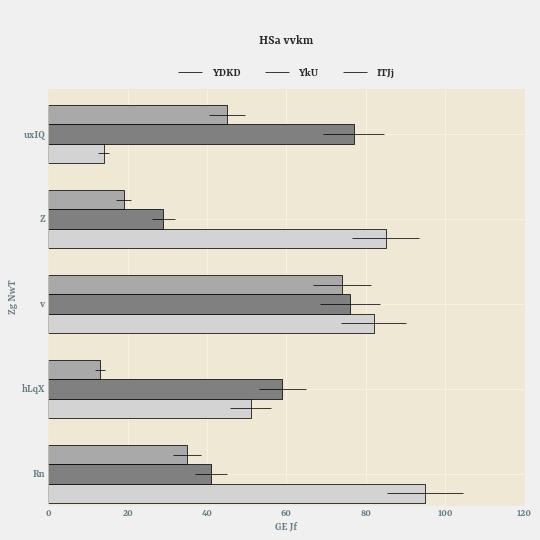 HSa vvkm
YDKD YkU ITJj
uxIQ
Z
v
hLqX
Rn
Zg NwT
0 20 40 60 80 100 120
GE Jf